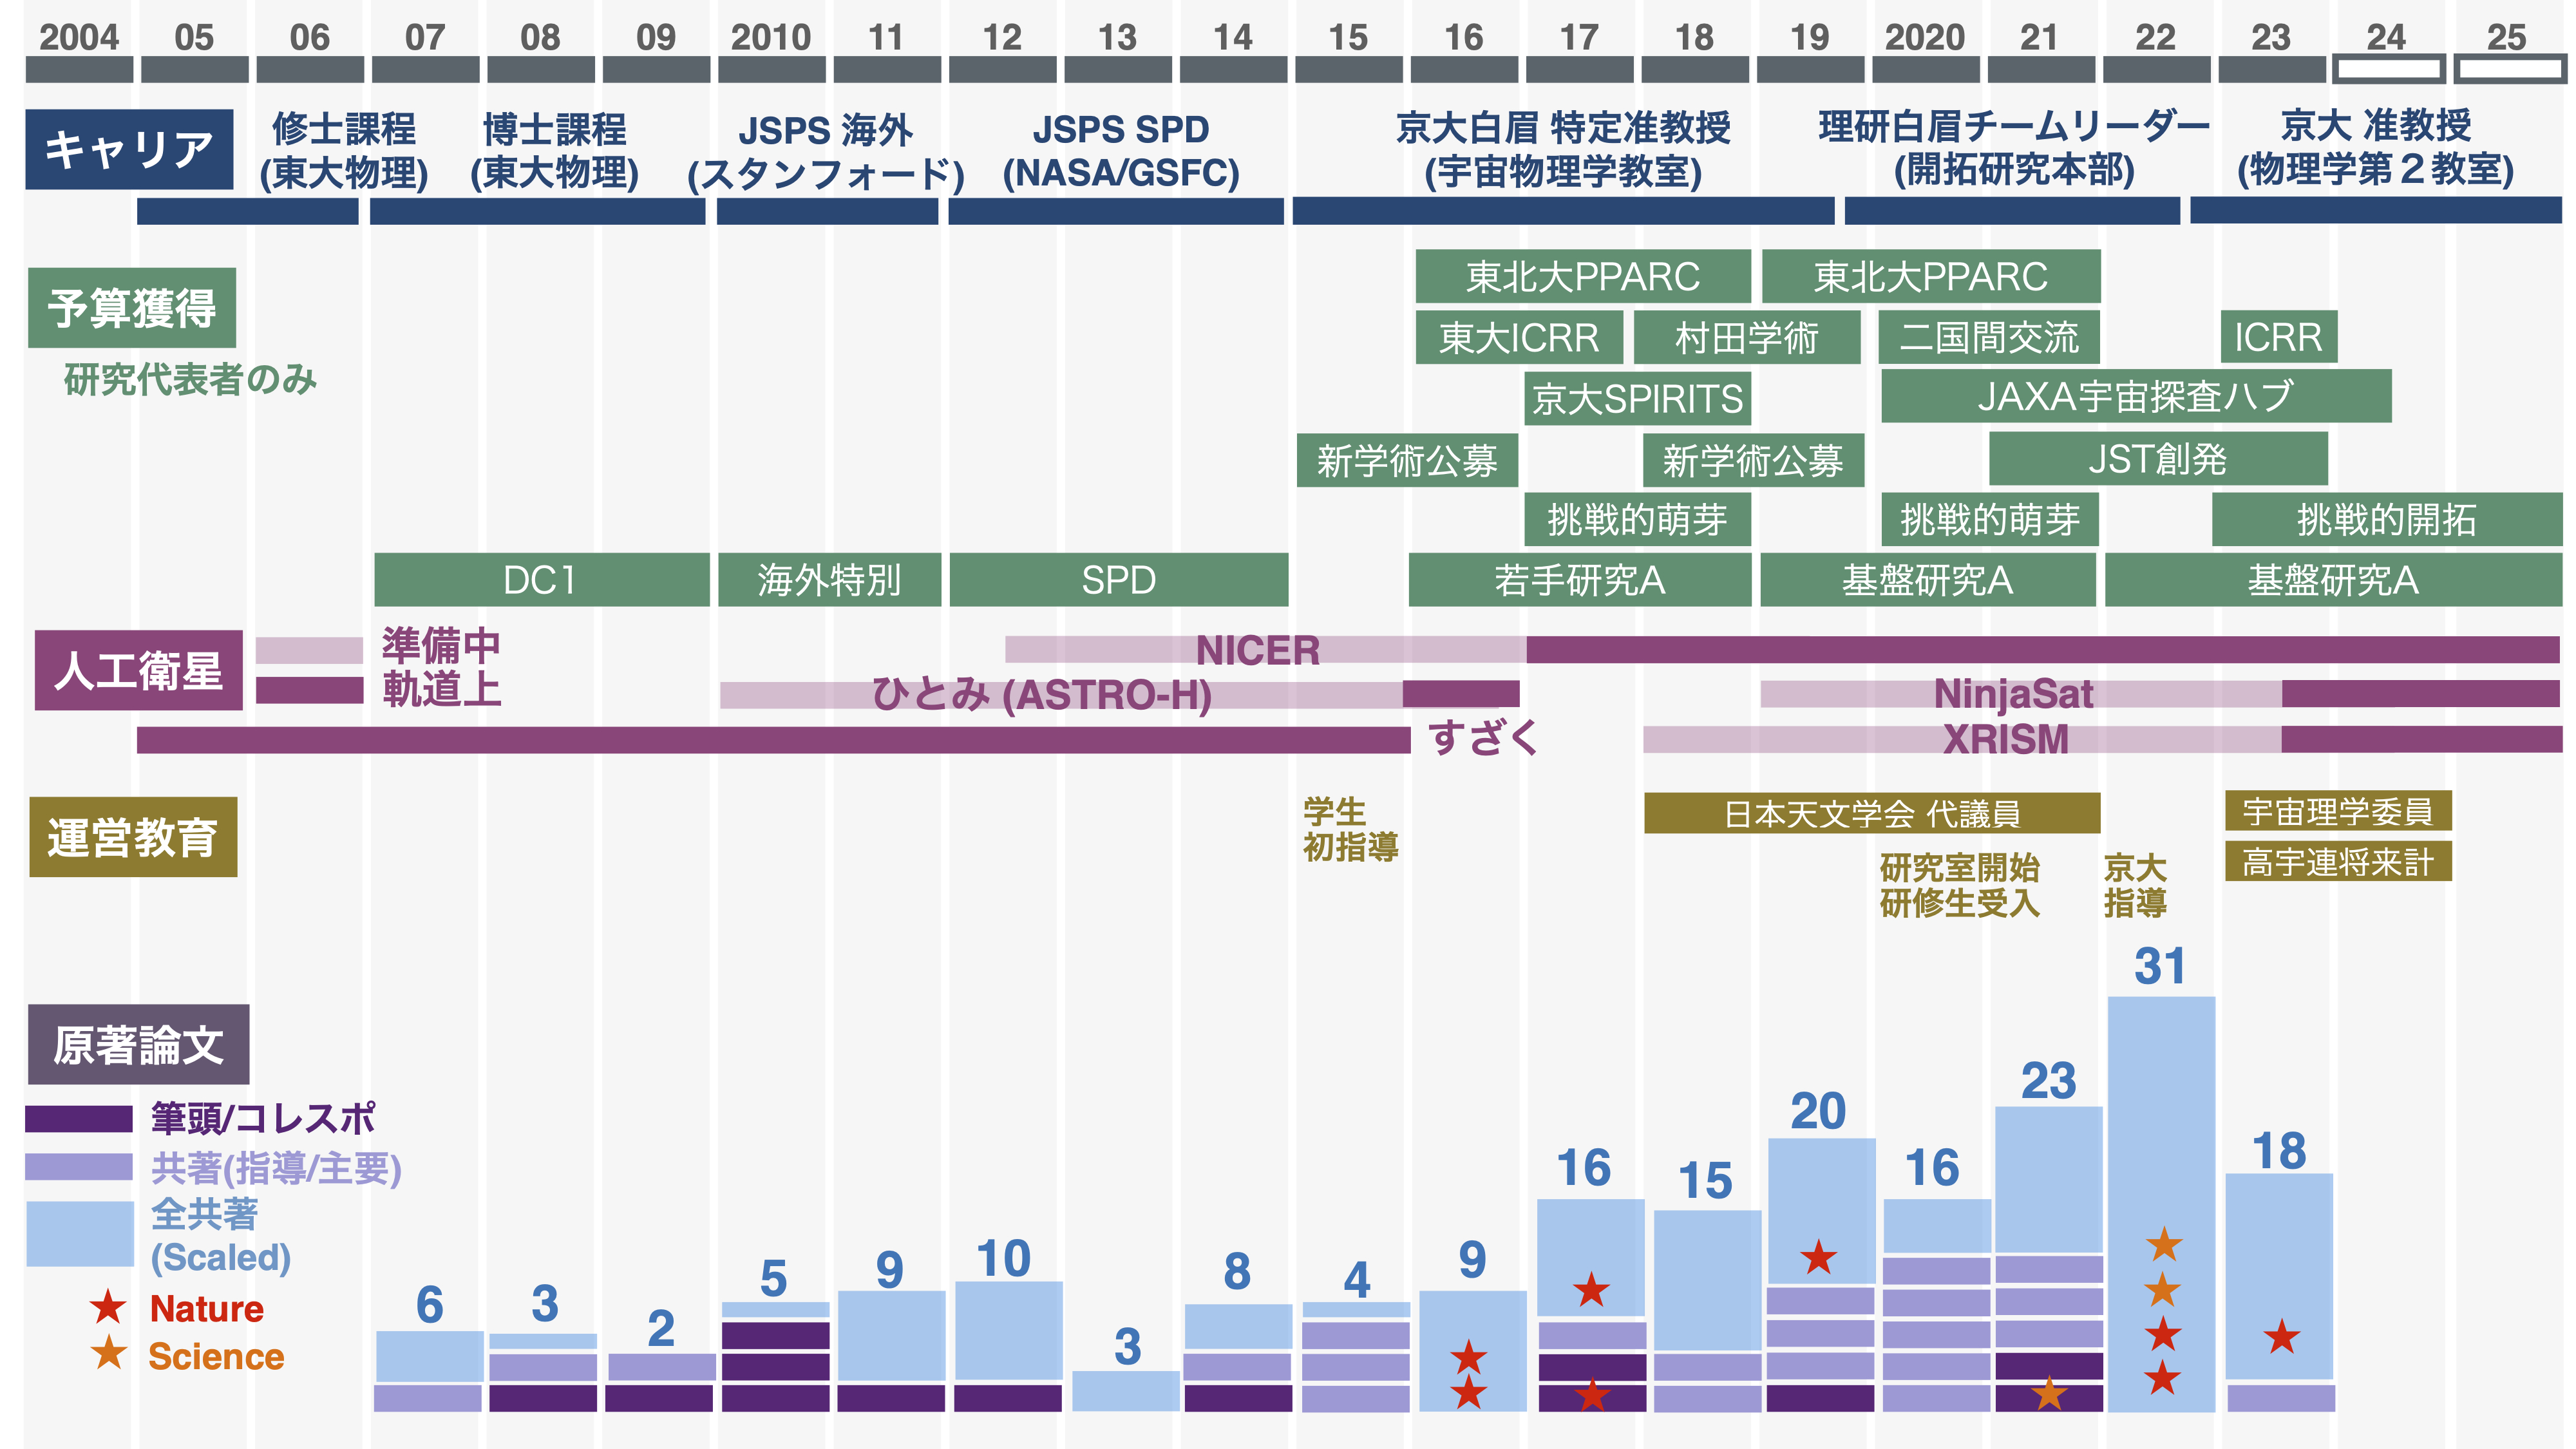 2004 05 06 07 08 09 2010 11 12 13 14 15 16 17 18 19 2020 21 22 23 24 25
キャリア
修士課程
(東大物理)
博士課程
(東大物理)
JSPS 海外
(スタンフォード)
JSPS SPD
(NASA/GSFC)
京大白眉 特定准教授
(宇宙物理学教室)
理研白眉チームリーダー
(開拓研究本部)
京大 准教授
(物理学第２教室)
予算獲得
研究代表者のみ
東北大PPARC 東北大PPARC
東大ICRR 村田学術 二国間交流 ICRR
京大SPIRITS JAXA宇宙探査ハブ
新学術公募 新学術公募 JST創発
挑戦的萌芽 挑戦的萌芽 挑戦的開拓
DC1 海外特別 SPD 若手研究A 基盤研究A 基盤研究A
人工衛星
準備中
軌道上
NICER
ひとみ (ASTRO-H)
NinjaSat
すざく
XRISM
運営教育
学生
初指導
日本天文学会 代議員
研究室開始
研修生受入
京大
指導
宇宙理学委員
高宇連将来計
原著論文
筆頭/コレスポ
共著(指導/主要)
全共著
(Scaled)
Nature
Science
6 3 2 5 9 10 3 8 4 9 16 15 20 16 23 31 18